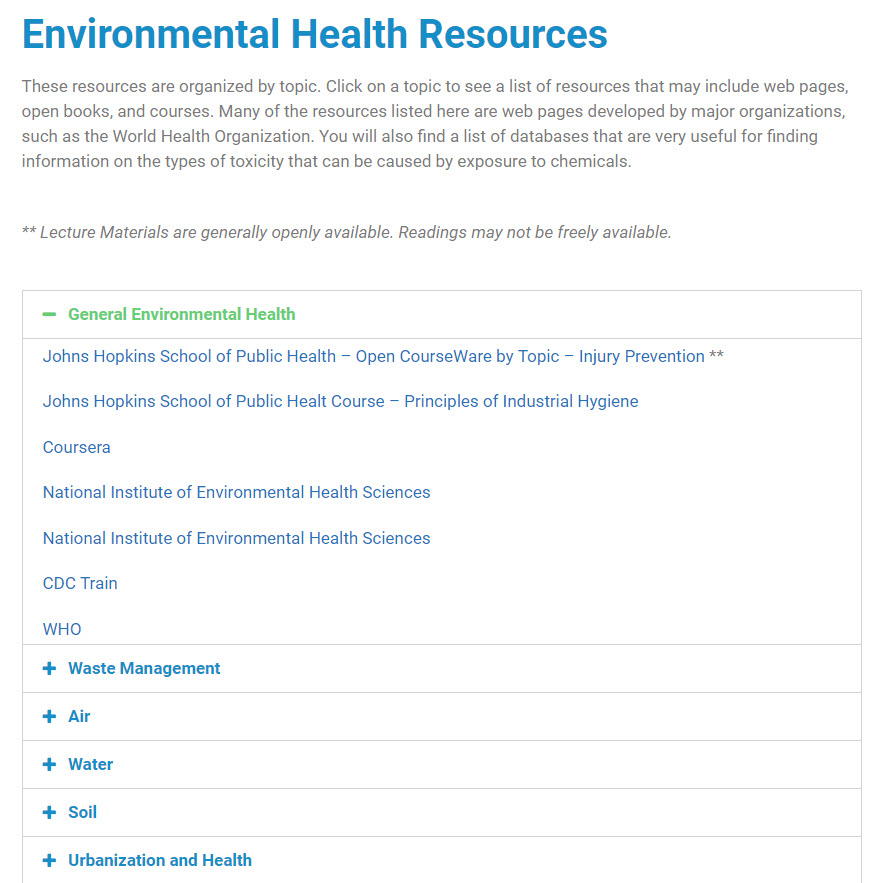 Environmental Health Resources
These resources are organized by topic. Click on a topic to see a list of resources that may include web pages,
open books, and courses. Many of the resources listed here are web pages developed by major organizations,
such as the World Health Organization. You will also find a list of databases that are very useful for finding
information on the types of toxicity that can be caused by exposure to chemicals.
** Lecture Materials are generally openly available. Readings may not be freely available.
General Environmental Health
Johns Hopkins School of Public Health – Open CourseWare by Topic – Injury Prevention **
Johns Hopkins School of Public Healt Course – Principles of Industrial Hygiene
Coursera
National Institute of Environmental Health Sciences
National Institute of Environmental Health Sciences
CDC Train
WHO
Waste Management
Air
Water
Soil
Urbanization and Health